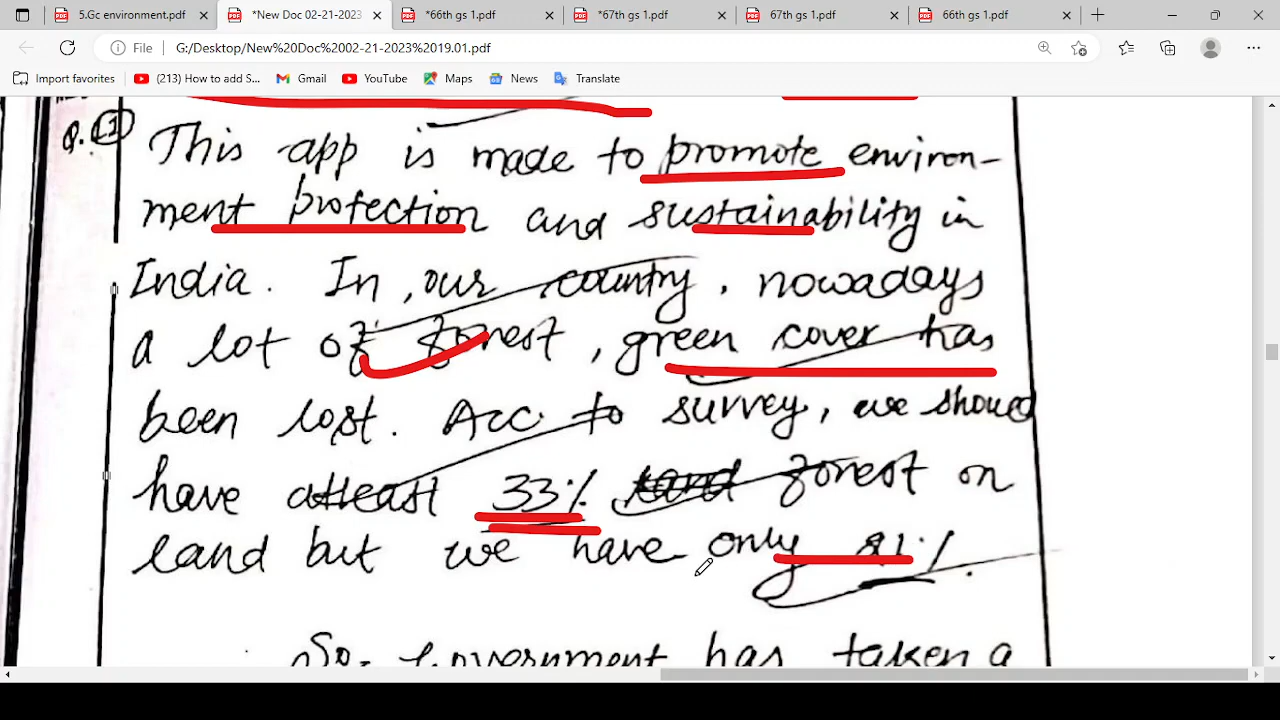 5.Gc environment.pdf
*New Doc 02-21-2023
*66th gs 1.pdf
*67th gs 1.pdf
67th gs 1.pdf
66th gs 1.pdf
File
G:/Desktop/New%20Doc%2002-21-2023%2019.01.pdf
Import favorites
(213) How to add S...
Gmail
YouTube
Maps
News
Translate
Q. 11
This app is made to promote environ-
ment protection and sustainability in
India. In, our country, nowadays
a lot of forest, green cover has
been lost. Acc. to survey, we should
have atleast 33% forest on
land but we have only 21%.
So, Government has taken a